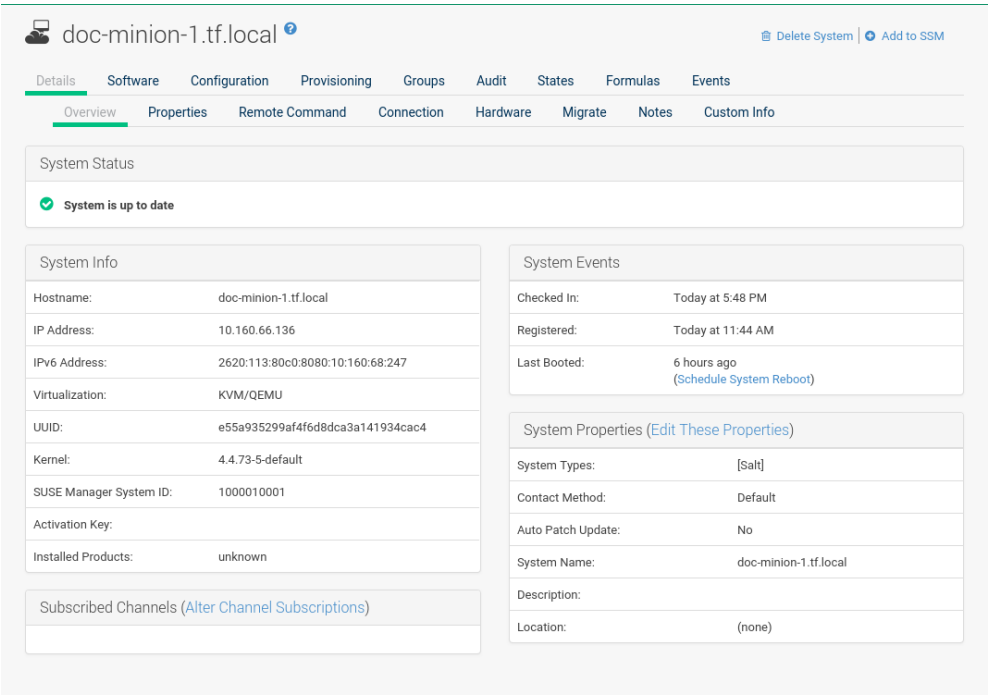 doc-minion-1.tf.local ?
Delete System | Add to SSM
Details Software Configuration Provisioning Groups Audit States Formulas Events
Overview Properties Remote Command Connection Hardware Migrate Notes Custom Info
System Status
System is up to date
System Info
Hostname: doc-minion-1.tf.local
IP Address: 10.160.66.136
IPv6 Address: 2620:113:80c0:8080:10:160:68:247
Virtualization: KVM/QEMU
UUID: e55a935299af4f6d8dca3a141934cac4
Kernel: 4.4.73-5-default
SUSE Manager System ID: 1000010001
Activation Key:
Installed Products: unknown
Subscribed Channels (Alter Channel Subscriptions)
System Events
Checked In: Today at 5:48 PM
Registered: Today at 11:44 AM
Last Booted: 6 hours ago
(Schedule System Reboot)
System Properties (Edit These Properties)
System Types: [Salt]
Contact Method: Default
Auto Patch Update: No
System Name: doc-minion-1.tf.local
Description:
Location: (none)